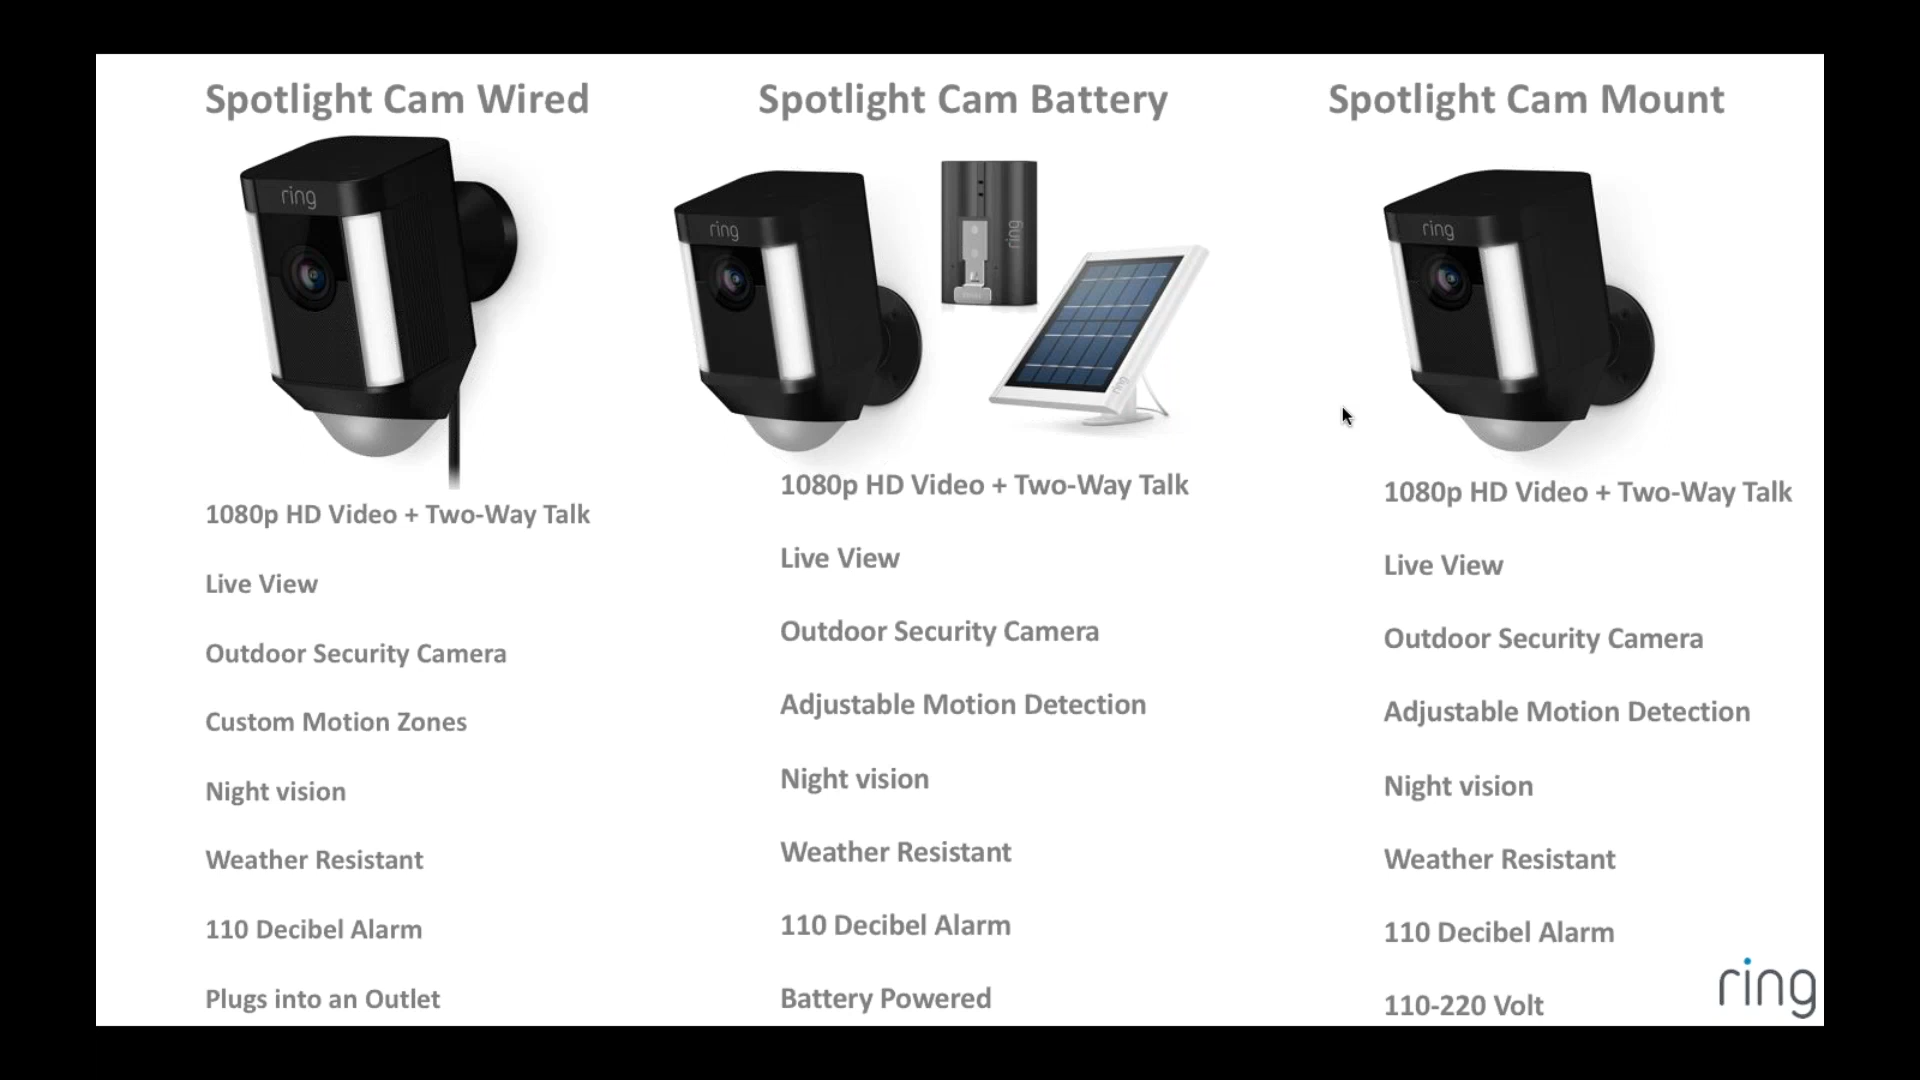 Spotlight Cam Wired
ring
1080p HD Video + Two-Way Talk
Live View
Outdoor Security Camera
Custom Motion Zones
Night vision
Weather Resistant
110 Decibel Alarm
Plugs into an Outlet
Spotlight Cam Battery
ring
ring
ring
1080p HD Video + Two-Way Talk
Live View
Outdoor Security Camera
Adjustable Motion Detection
Night vision
Weather Resistant
110 Decibel Alarm
Battery Powered
Spotlight Cam Mount
ring
1080p HD Video + Two-Way Talk
Live View
Outdoor Security Camera
Adjustable Motion Detection
Night vision
Weather Resistant
110 Decibel Alarm
110-220 Volt
ring